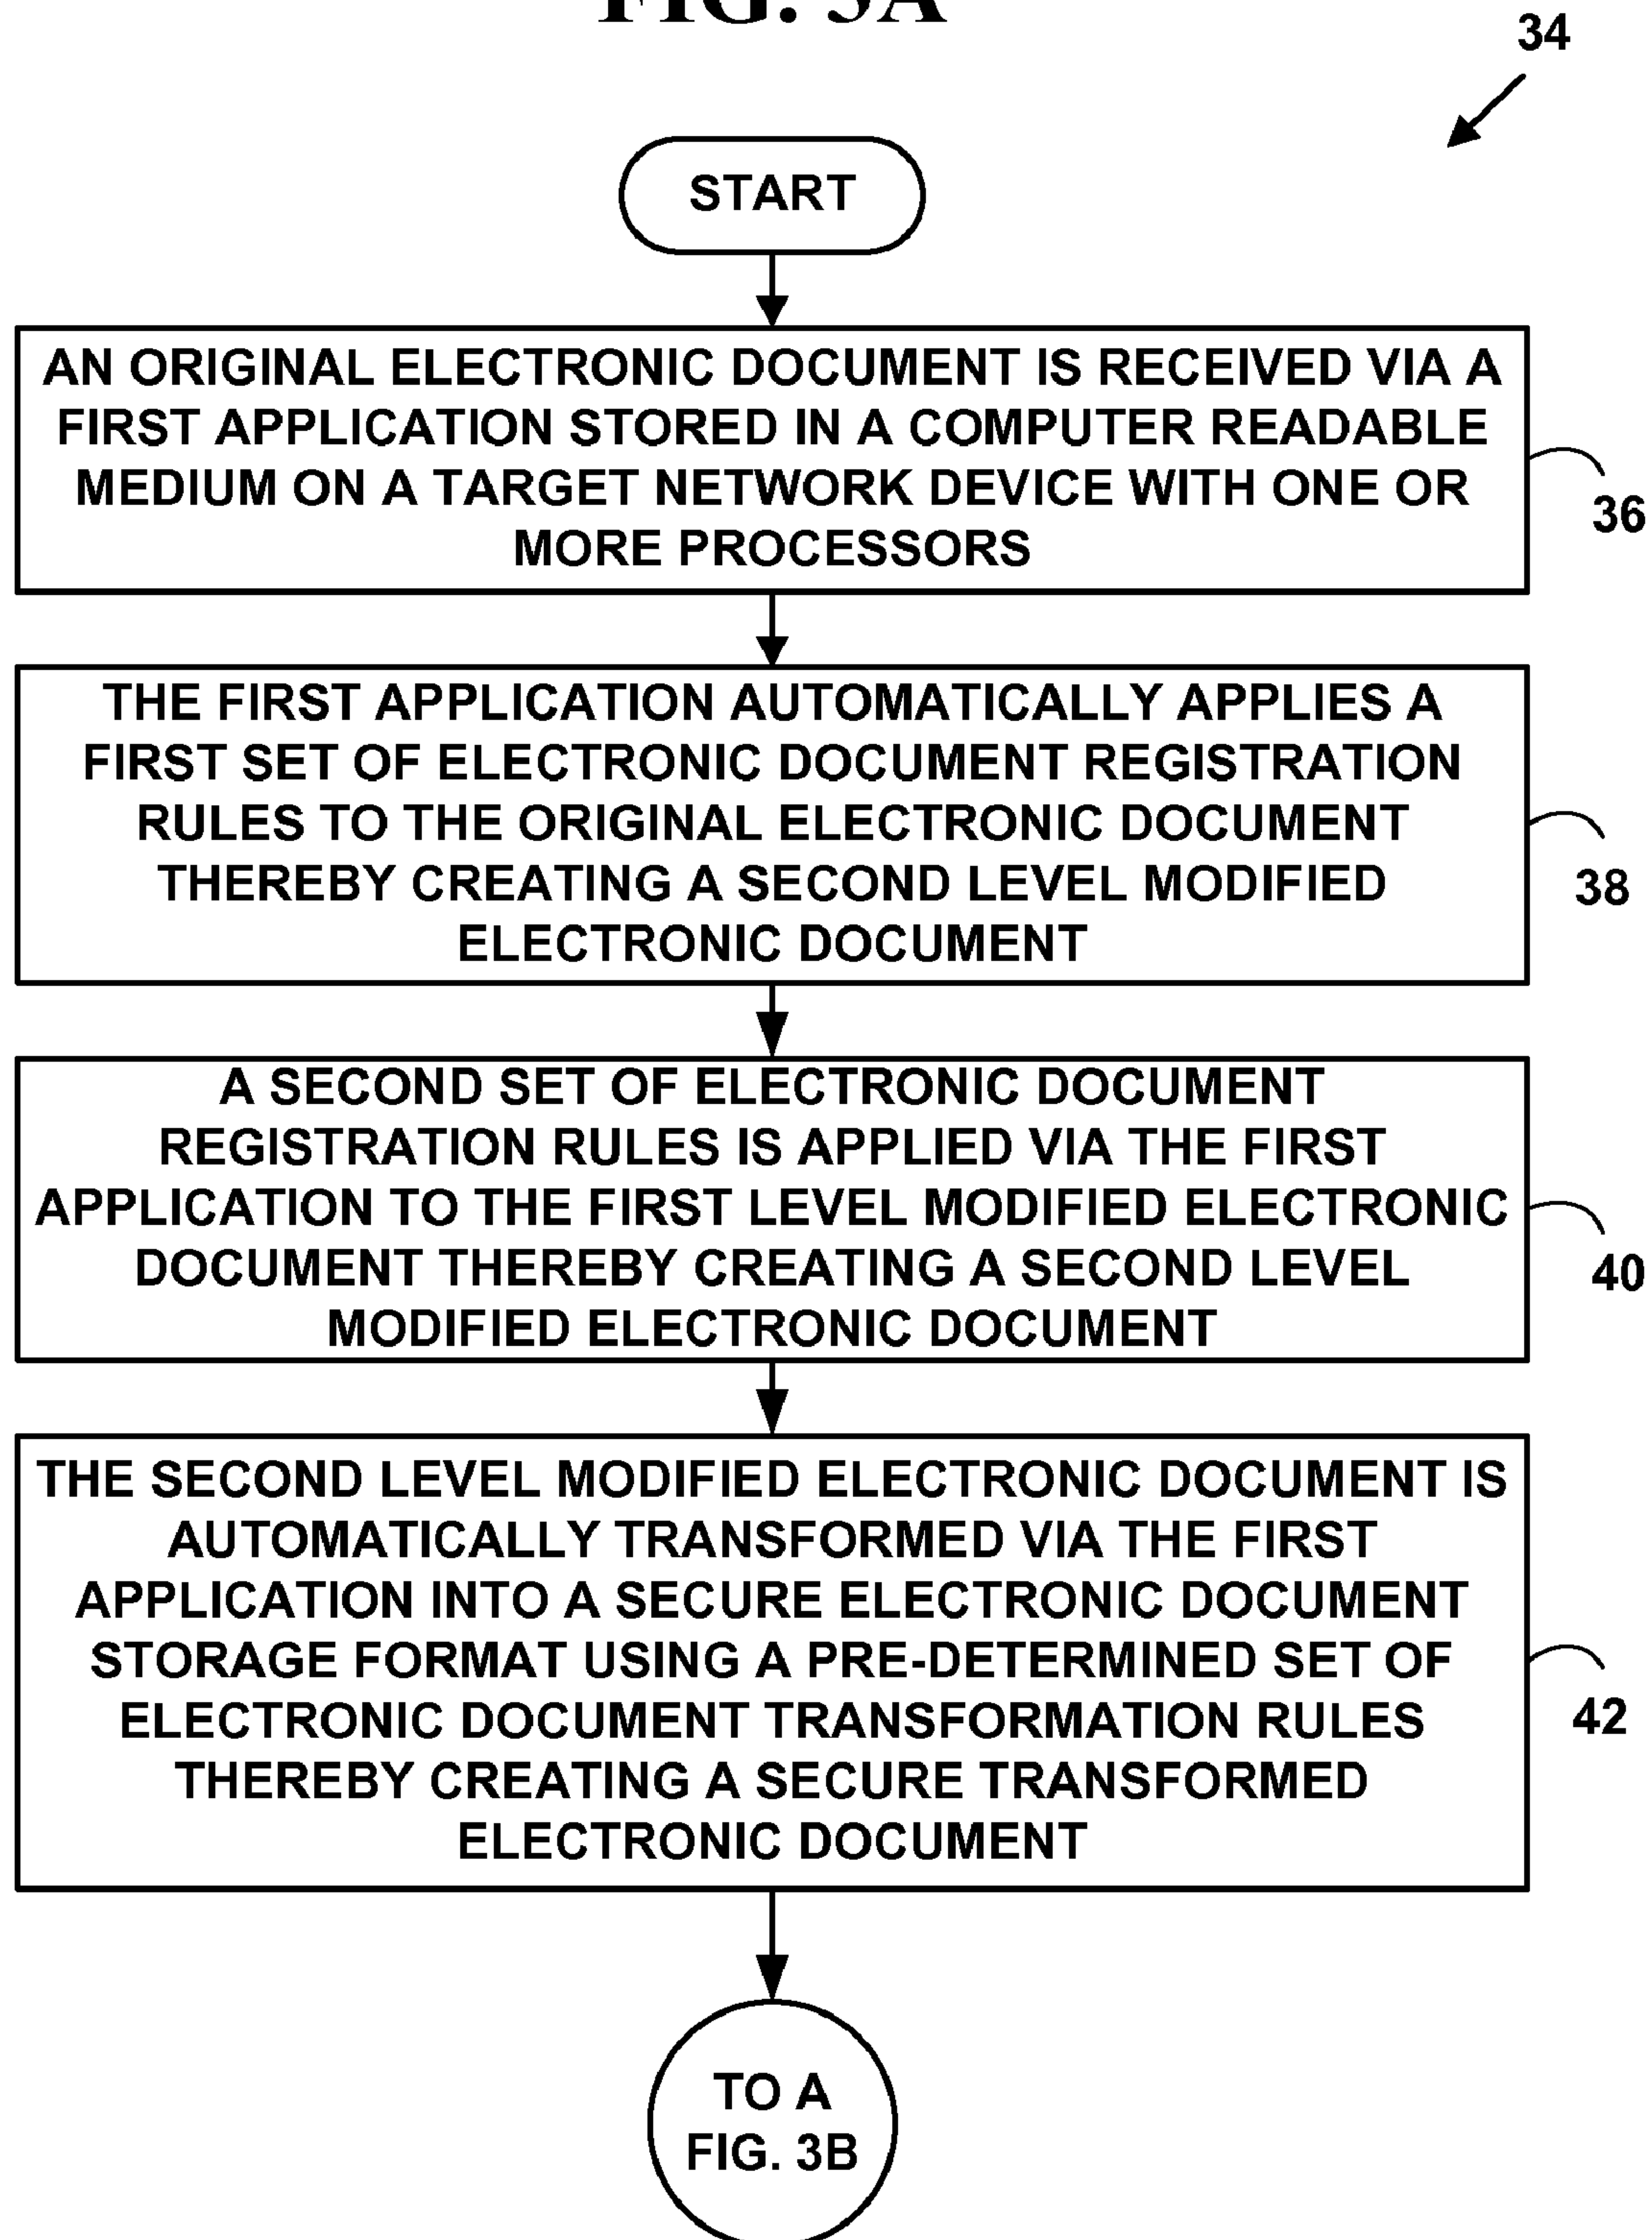 FIG. 3A
34
START
AN ORIGINAL ELECTRONIC DOCUMENT IS RECEIVED VIA A
FIRST APPLICATION STORED IN A COMPUTER READABLE
MEDIUM ON A TARGET NETWORK DEVICE WITH ONE OR
MORE PROCESSORS
36
THE FIRST APPLICATION AUTOMATICALLY APPLIES A
FIRST SET OF ELECTRONIC DOCUMENT REGISTRATION
RULES TO THE ORIGINAL ELECTRONIC DOCUMENT
THEREBY CREATING A SECOND LEVEL MODIFIED
ELECTRONIC DOCUMENT
38
A SECOND SET OF ELECTRONIC DOCUMENT
REGISTRATION RULES IS APPLIED VIA THE FIRST
APPLICATION TO THE FIRST LEVEL MODIFIED ELECTRONIC
DOCUMENT THEREBY CREATING A SECOND LEVEL
MODIFIED ELECTRONIC DOCUMENT
40
THE SECOND LEVEL MODIFIED ELECTRONIC DOCUMENT IS
AUTOMATICALLY TRANSFORMED VIA THE FIRST
APPLICATION INTO A SECURE ELECTRONIC DOCUMENT
STORAGE FORMAT USING A PRE-DETERMINED SET OF
ELECTRONIC DOCUMENT TRANSFORMATION RULES
THEREBY CREATING A SECURE TRANSFORMED
ELECTRONIC DOCUMENT
42
TO A
FIG. 3B